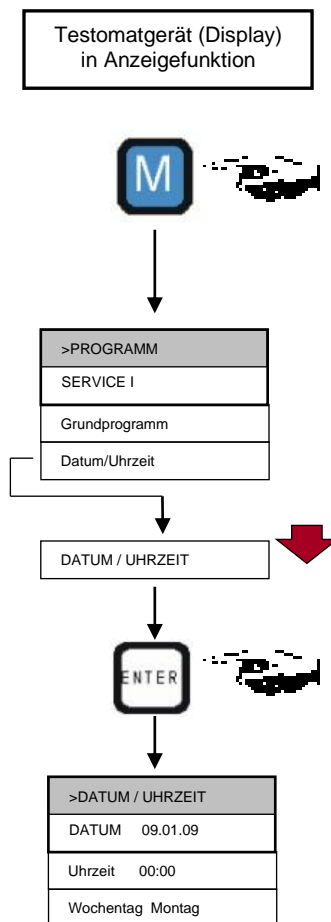 Testomatgerät (Display)
in Anzeigefunktion
M
>PROGRAMM
SERVICE I
Grundprogramm
Datum/Uhrzeit
DATUM / UHRZEIT
ENTER
>DATUM / UHRZEIT
DATUM 09.01.09
Uhrzeit 00:00
Wochentag Montag